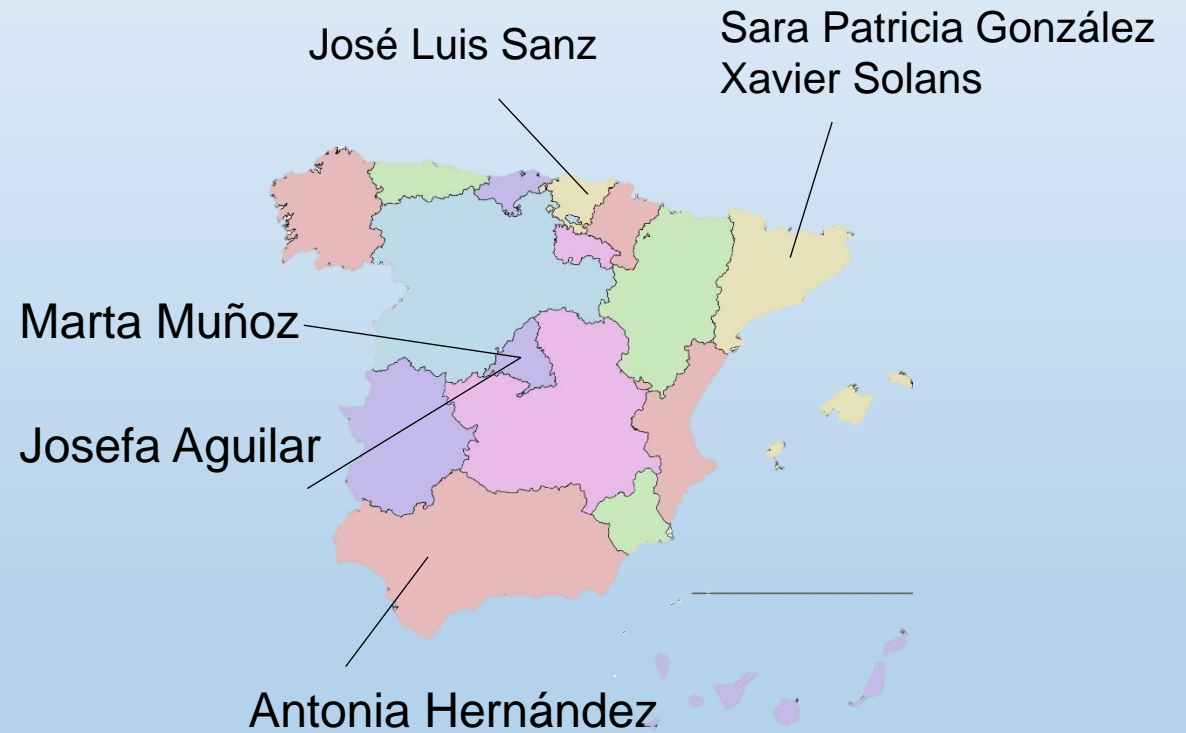 José Luis Sanz
Sara Patricia González
Xavier Solans
Marta Muñoz
Josefa Aguilar
Antonia Hernández